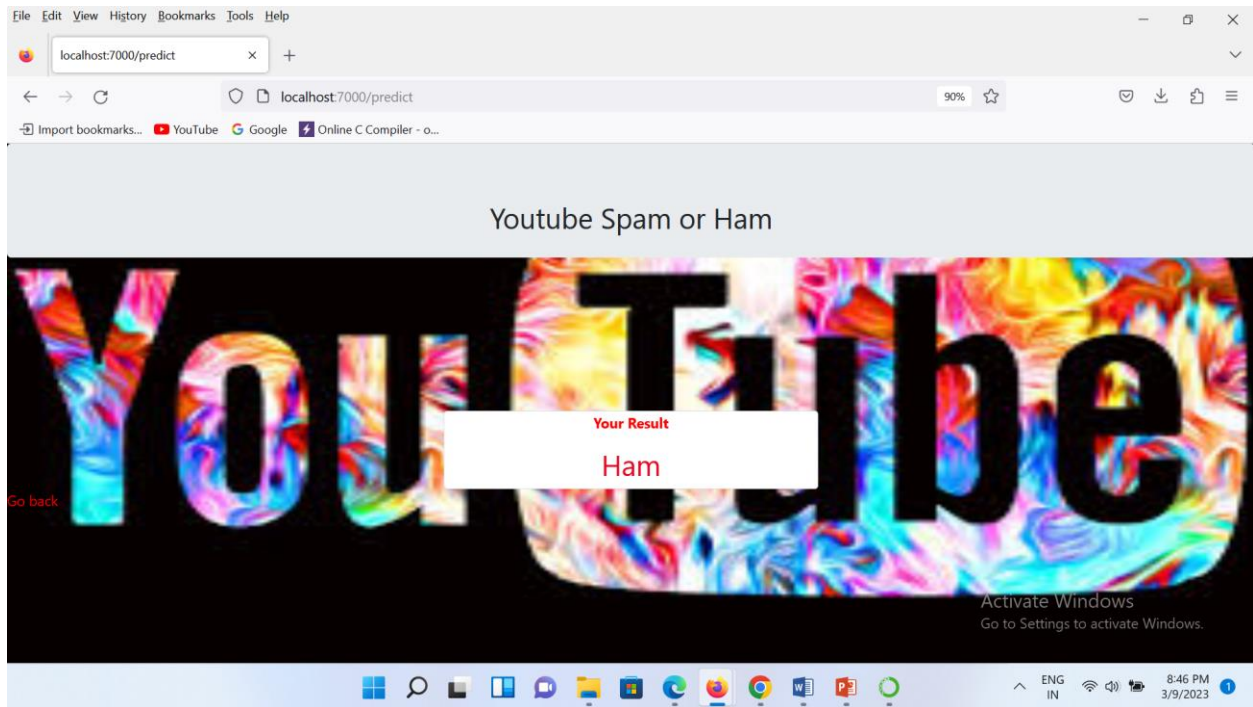 File Edit View History Bookmarks Tools Help
localhost:7000/predict
localhost:7000/predict
90%
Import bookmarks... YouTube Google Online C Compiler - o...
Youtube Spam or Ham
YouTube
Your Result
Ham
Go back
Activate Windows
Go to Settings to activate Windows.
ENG
IN
8:46 PM
3/9/2023
1